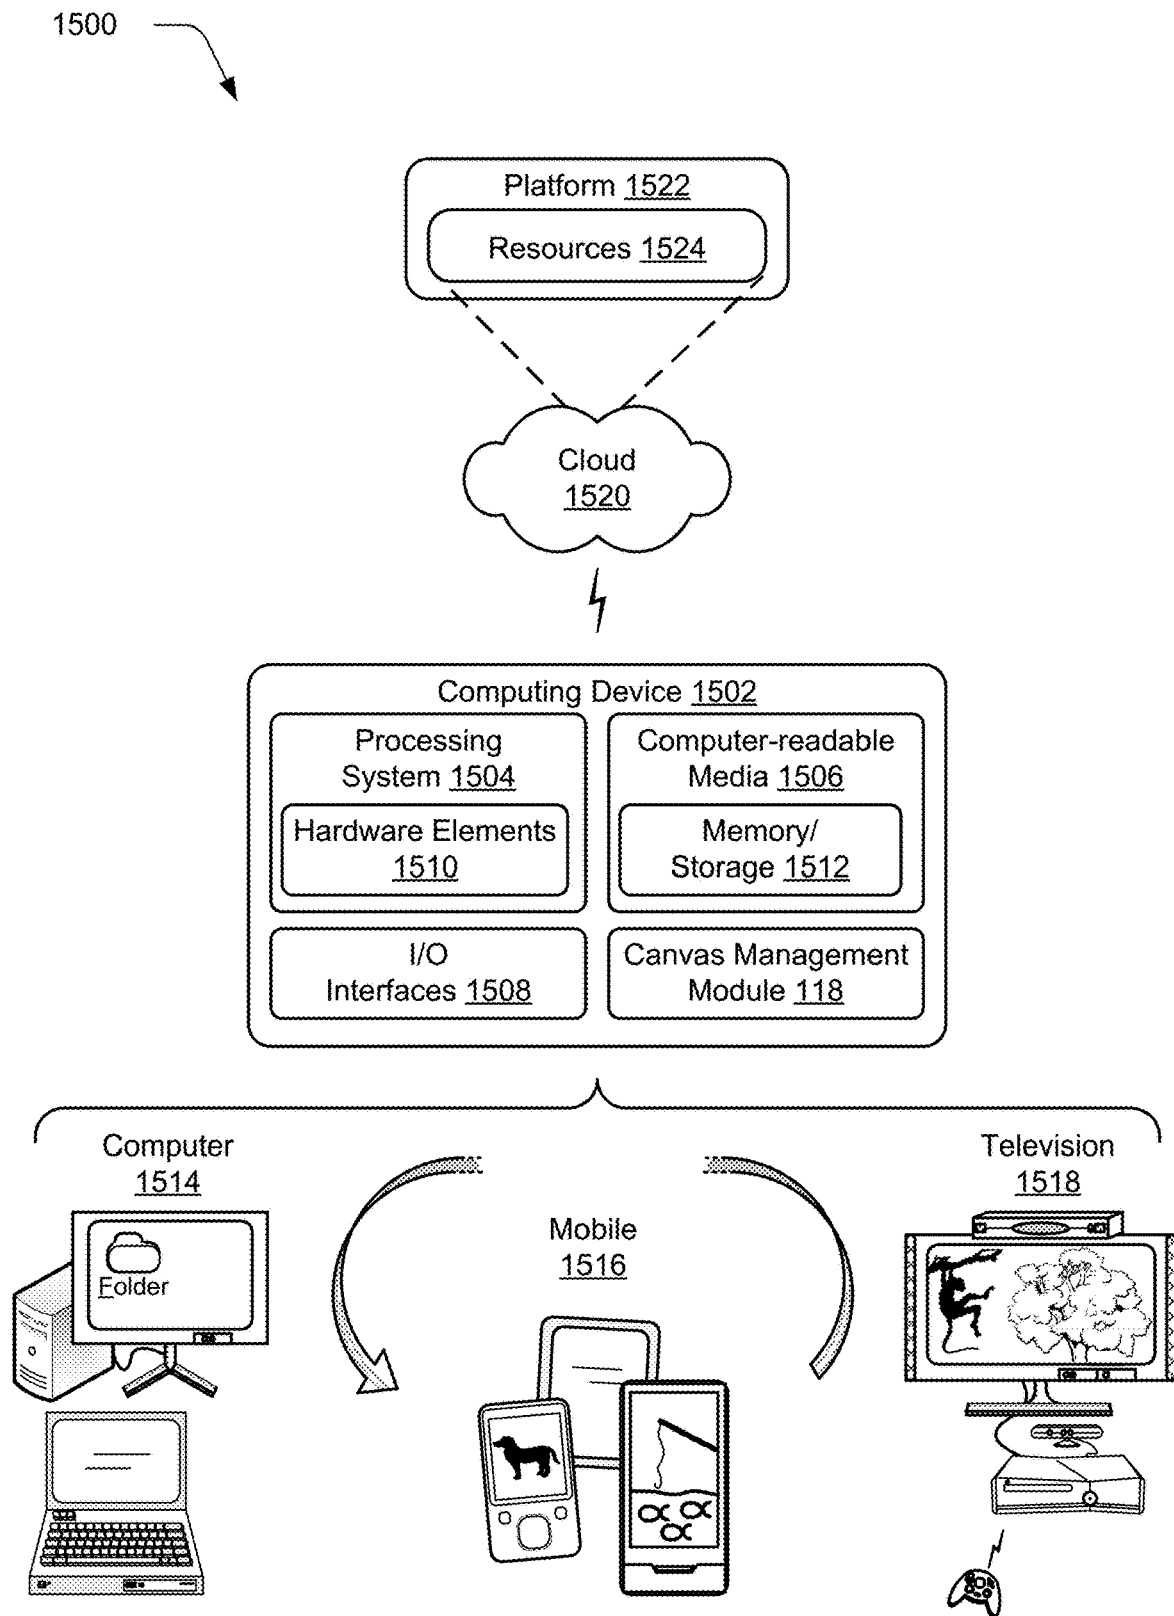 1500
Platform 1522
Resources 1524
Cloud
1520
Computing Device 1502
Processing
System 1504
Hardware Elements
1510
Computer-readable
Media 1506
Memory/
Storage 1512
I/O
Interfaces 1508
Canvas Management
Module 118
Computer
1514
Folder
Mobile
1516
Television
1518